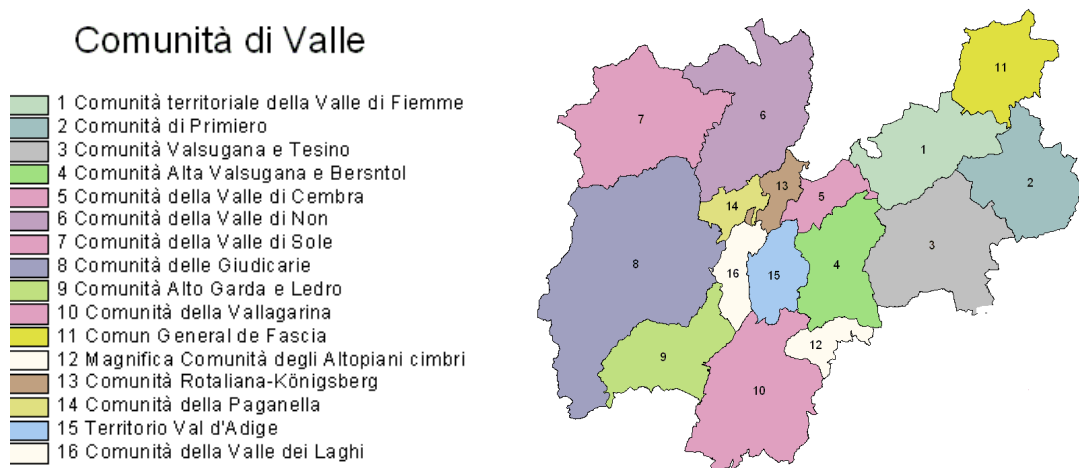 Comunità di Valle
1 Comunità territoriale della Valle di Fiemme
2 Comunità di Primiero
3 Comunità Valsugana e Tesino
4 Comunità Alta Valsugana e Bersntol
5 Comunità della Valle di Cembra
6 Comunità della Valle di Non
7 Comunità della Valle di Sole
8 Comunità delle Giudicarie
9 Comunità Alto Garda e Ledro
10 Comunità della Vallagarina
11 Comun General de Fascia
12 Magnifica Comunità degli Altopiani cimbri
13 Comunità Rotaliana-Königsberg
14 Comunità della Paganella
15 Territorio Val d'Adige
16 Comunità della Valle dei Laghi
11
7
6
1
13
2
5
14
3
8
4
16
15
12
9
10